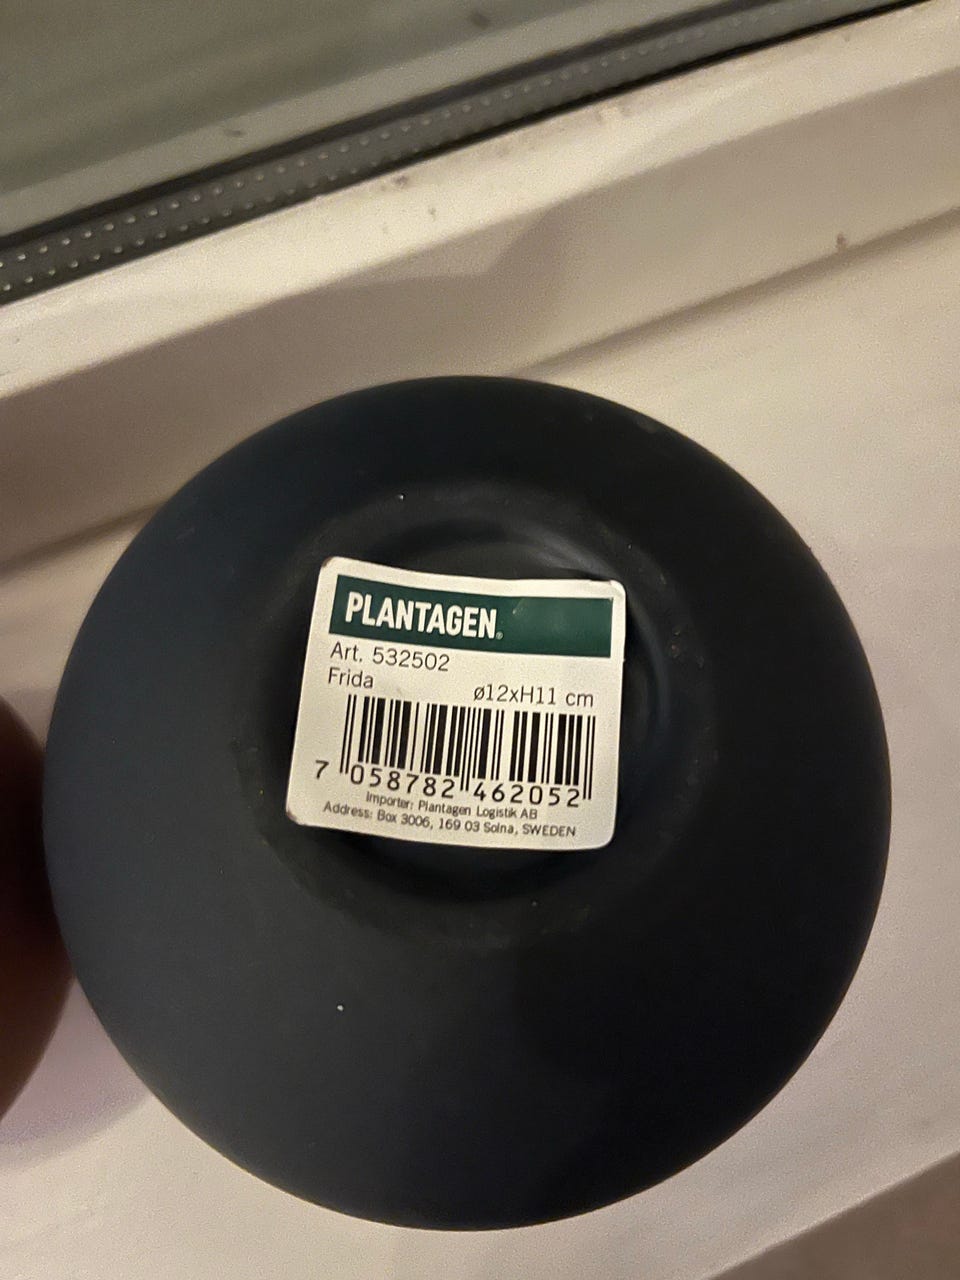 PLANTAGEN®
Art. 532502
Frida ø12xH11 cm
7 058782 462052
Importer: Plantagen Logistik AB
Address: Box 3006, 169 03 Solna, SWEDEN